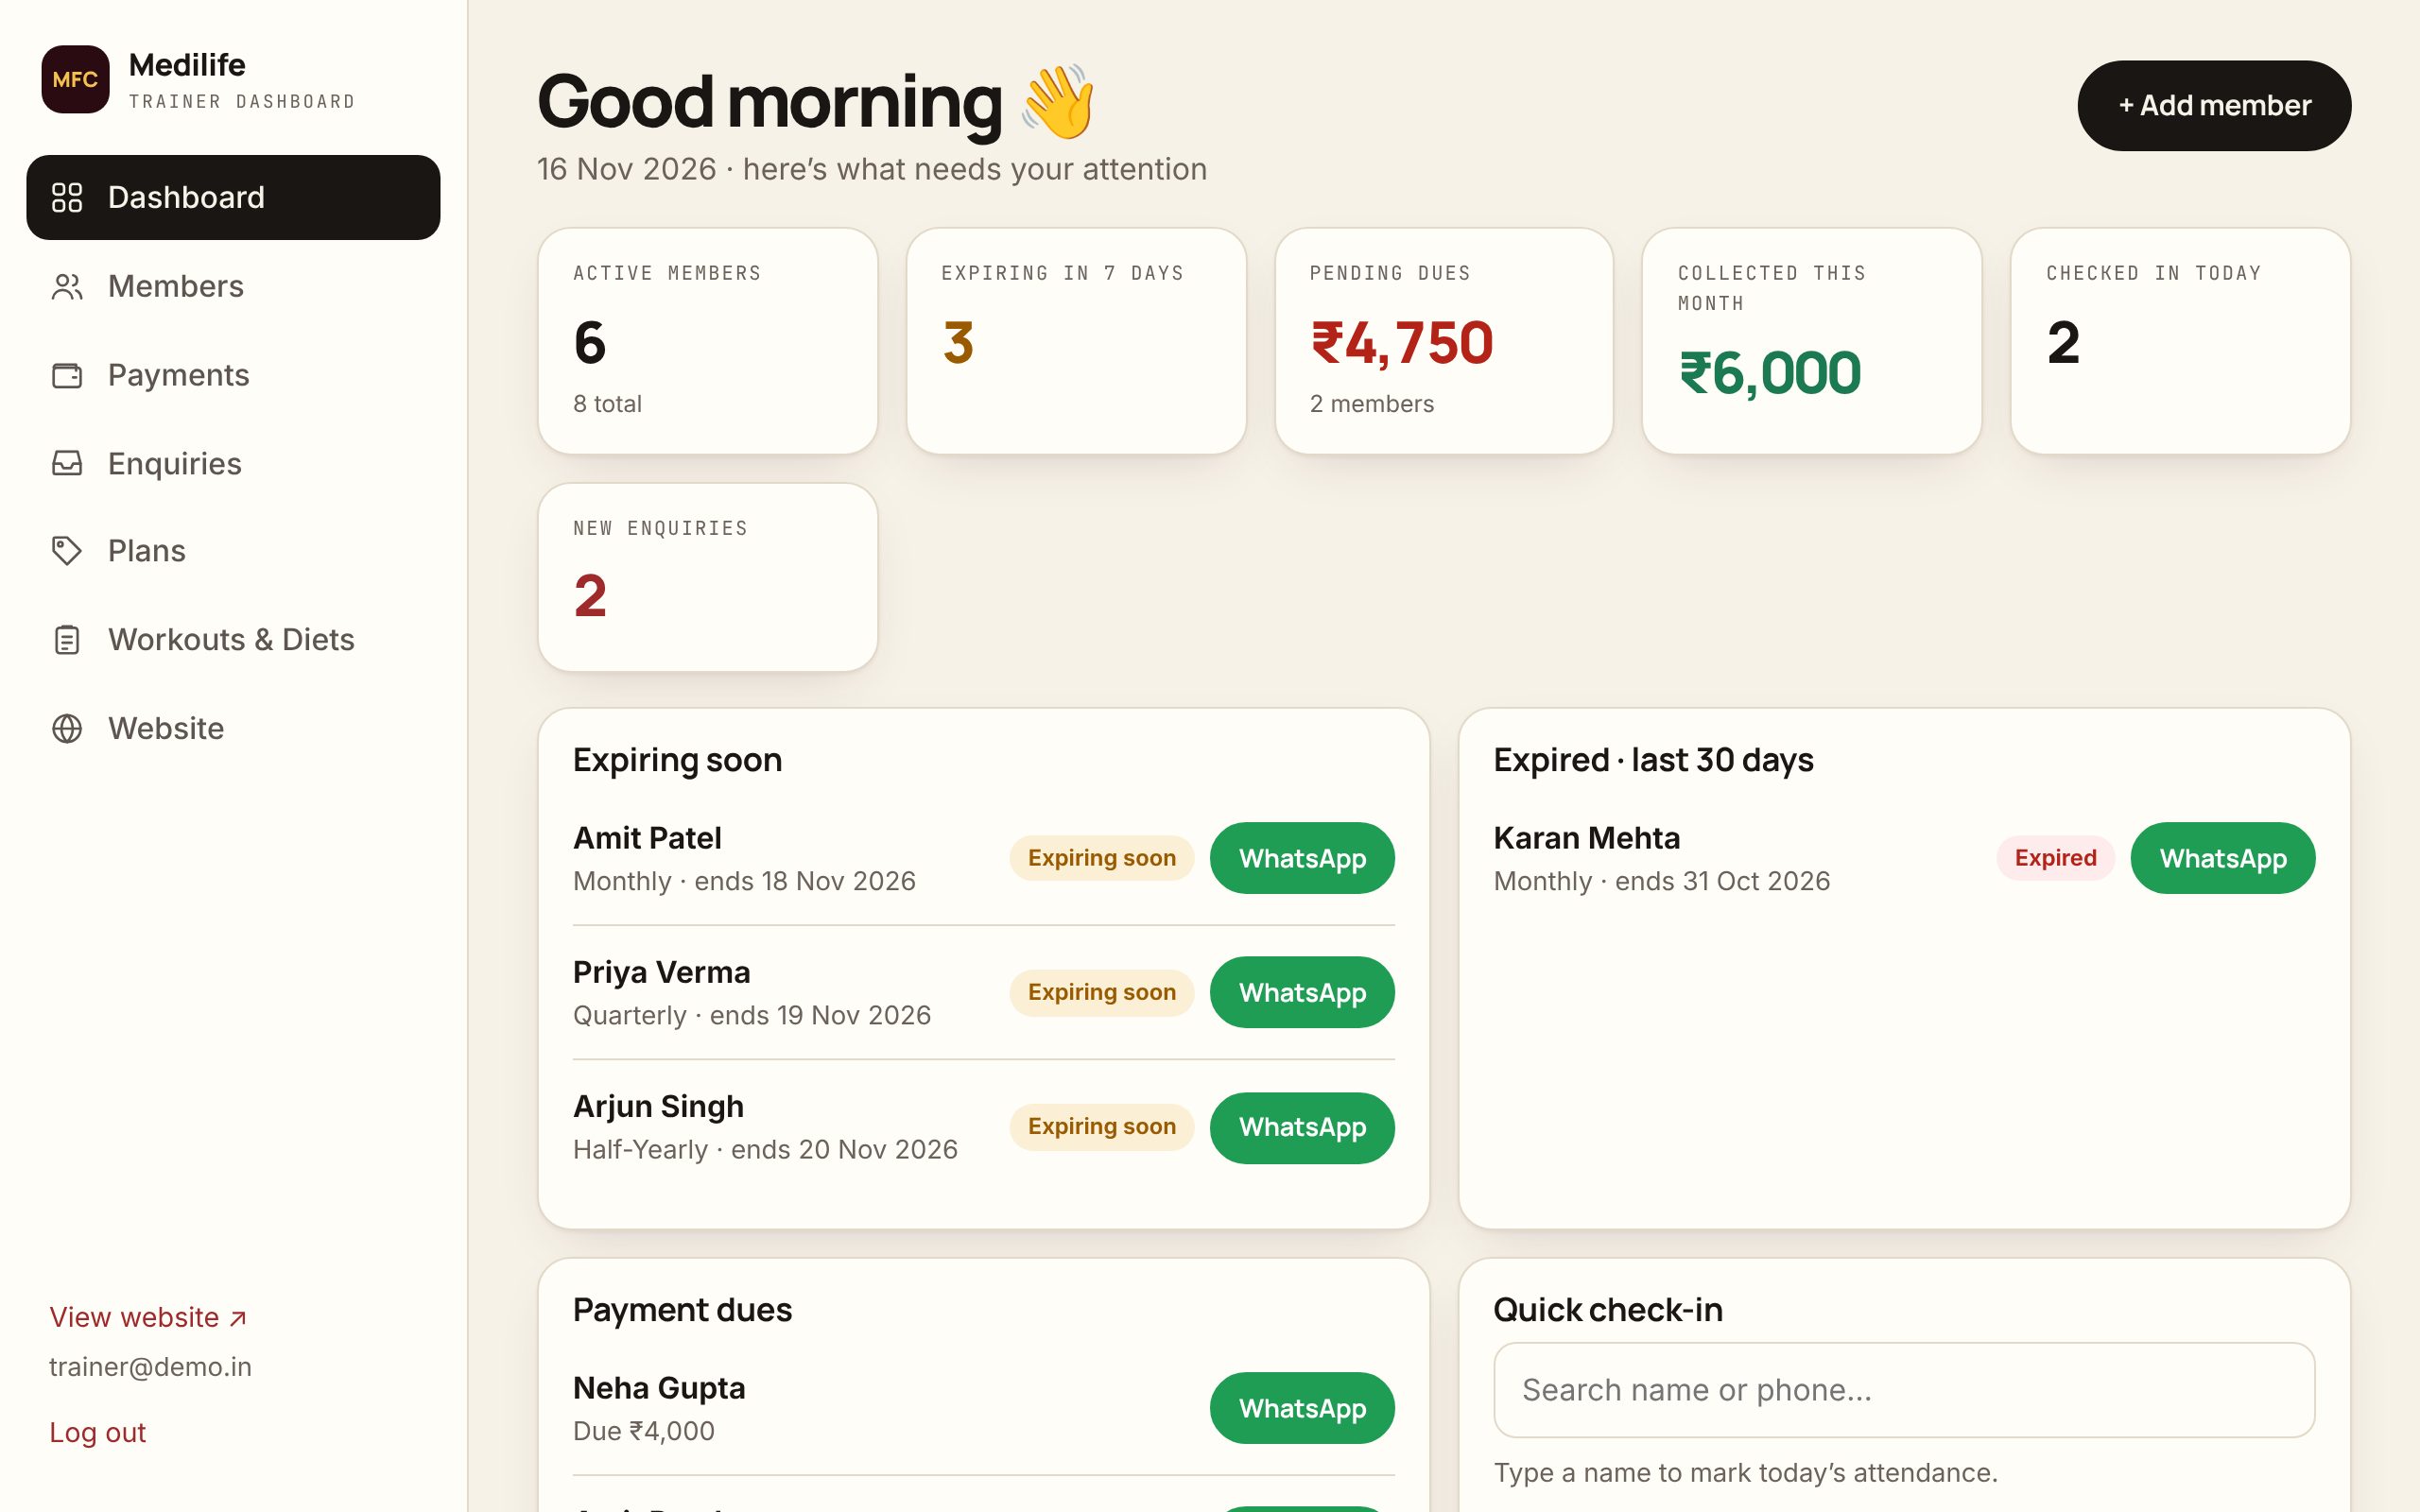 MFC
Medilife
TRAINER DASHBOARD
Dashboard
Members
Payments
Enquiries
Plans
Workouts & Diets
Website
View website ↗
trainer@demo.in
Log out
Good morning 👋
16 Nov 2026 · here’s what needs your attention
+ Add member
ACTIVE MEMBERS
6
8 total
EXPIRING IN 7 DAYS
3
PENDING DUES
₹4,750
2 members
COLLECTED THIS
MONTH
₹6,000
CHECKED IN TODAY
2
NEW ENQUIRIES
2
Expiring soon
Amit Patel
Monthly · ends 18 Nov 2026
Expiring soon
WhatsApp
Priya Verma
Quarterly · ends 19 Nov 2026
Expiring soon
WhatsApp
Arjun Singh
Half-Yearly · ends 20 Nov 2026
Expiring soon
WhatsApp
Expired · last 30 days
Karan Mehta
Monthly · ends 31 Oct 2026
Expired
WhatsApp
Payment dues
Neha Gupta
Due ₹4,000
WhatsApp
Quick check-in
Search name or phone…
Type a name to mark today’s attendance.